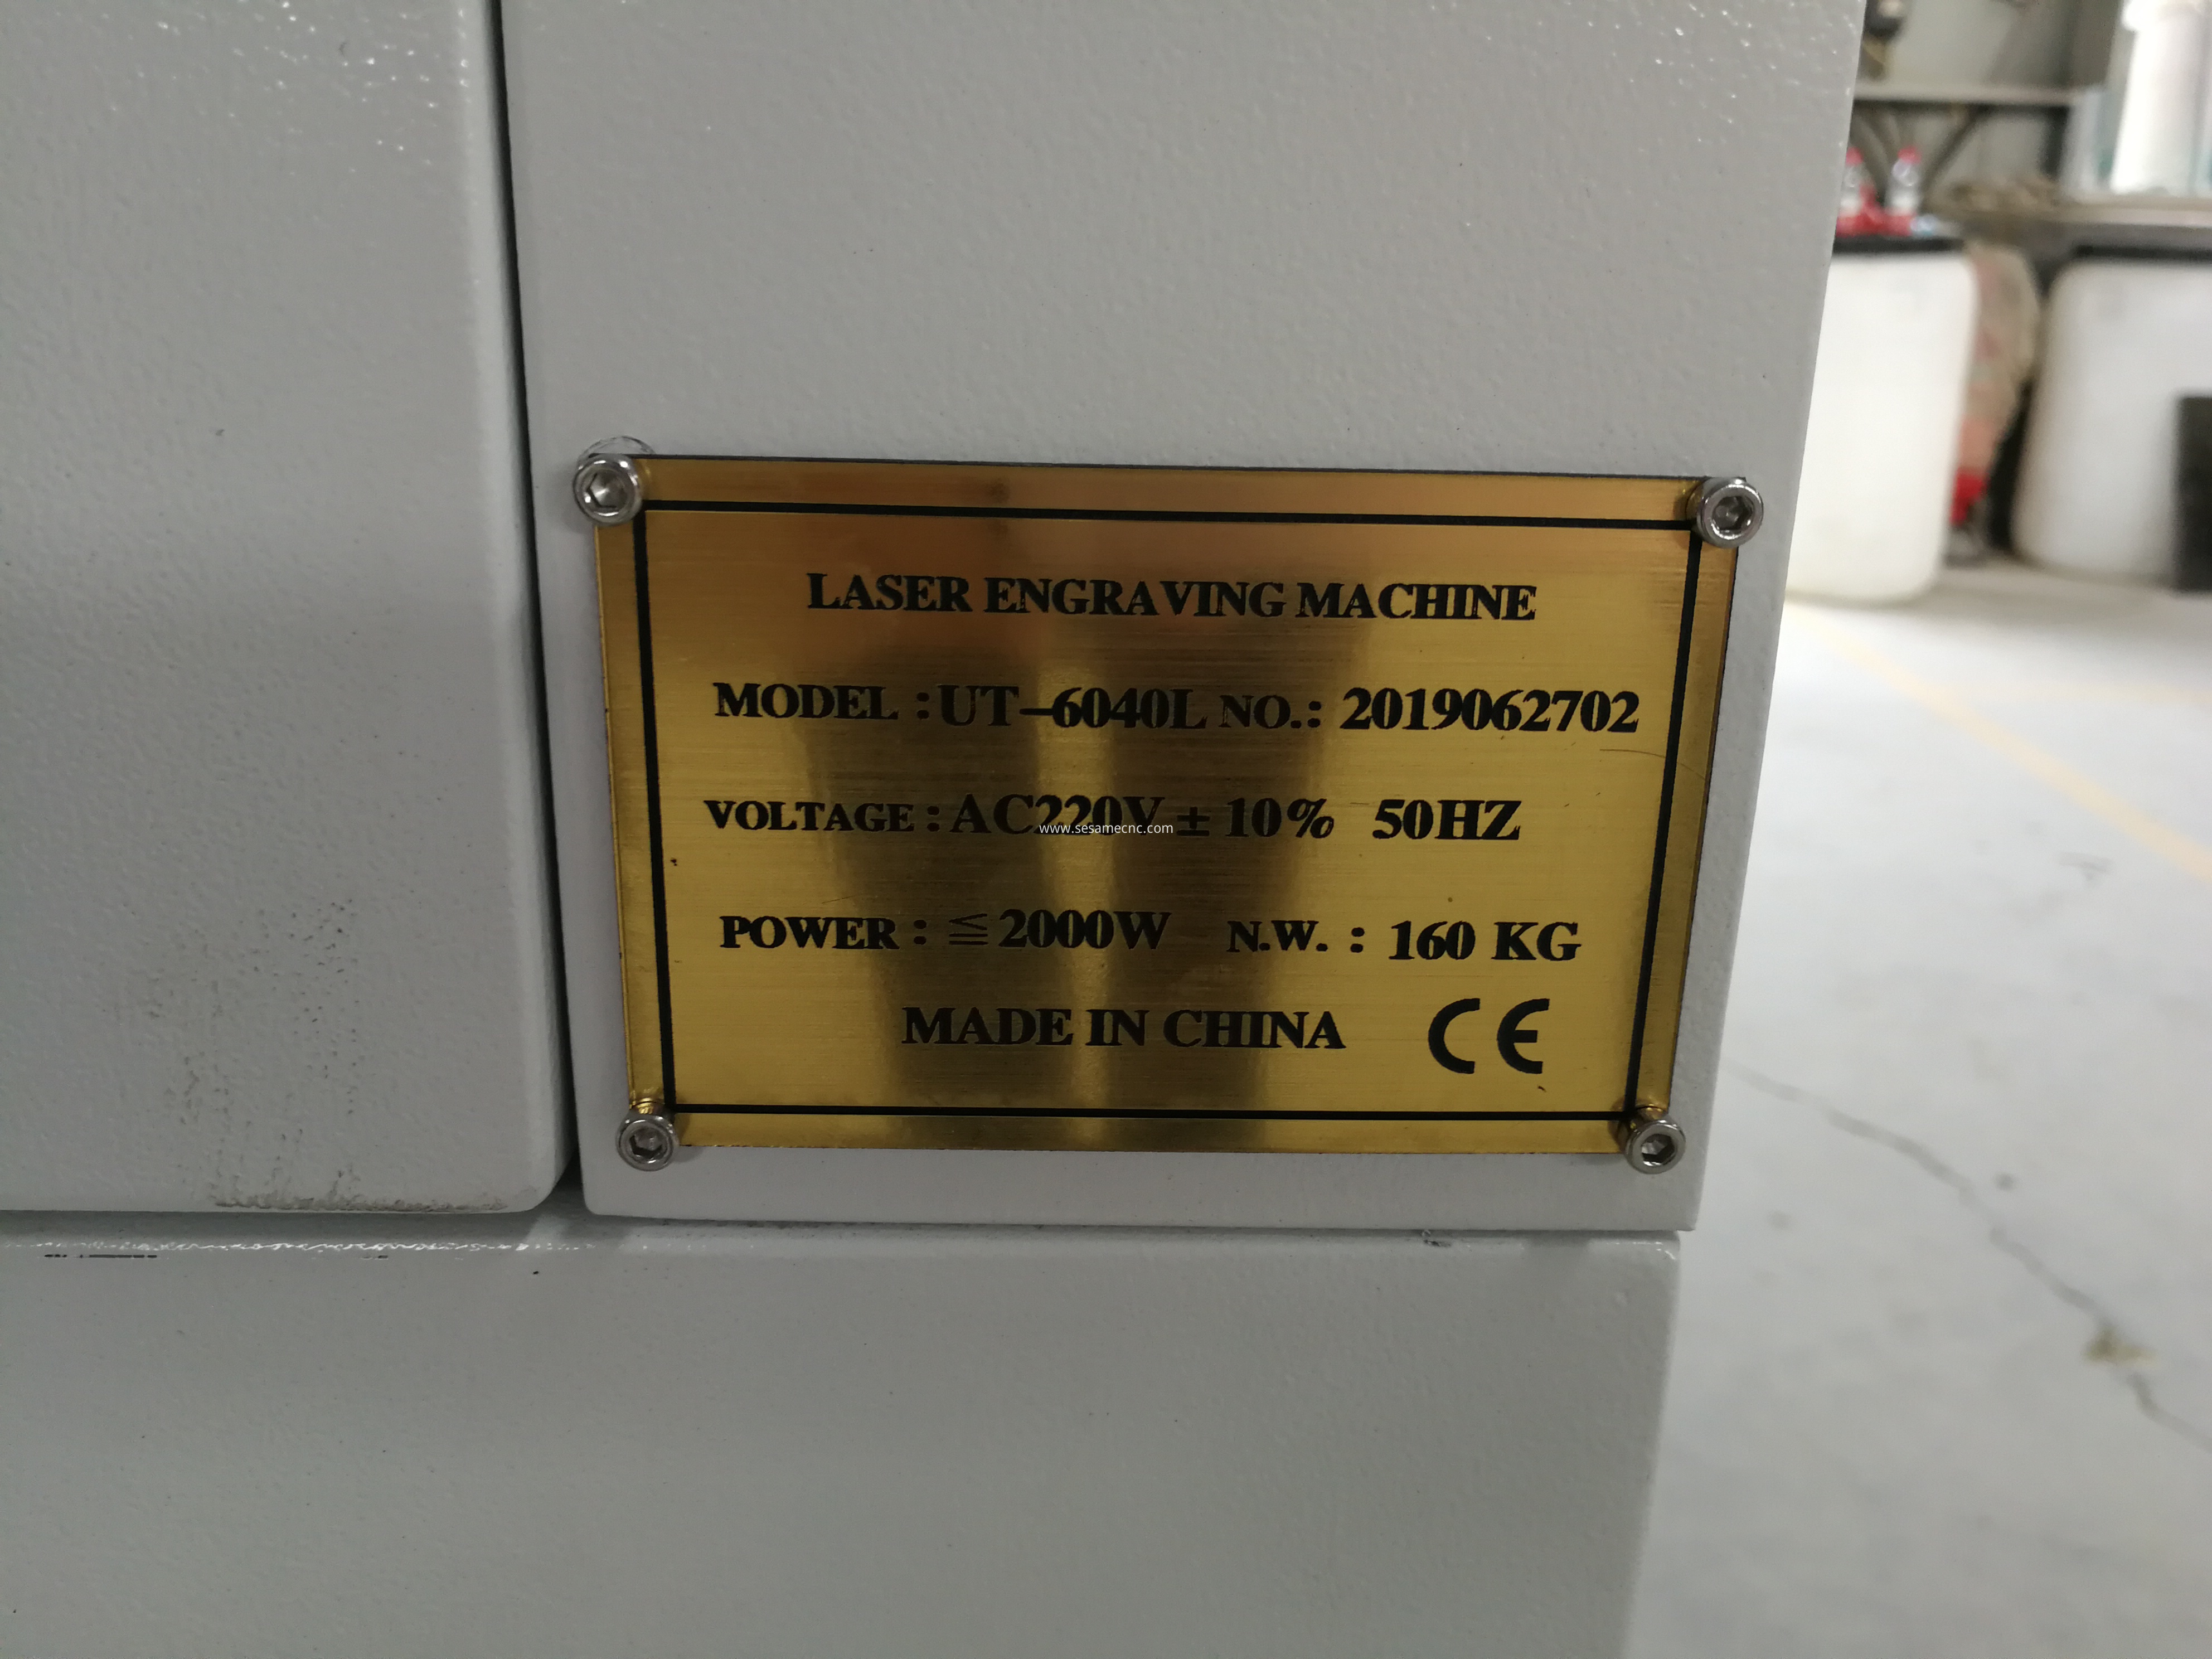 LASER ENGRAVING MACHINE
MODEL :UT-6040L NO.: 2019062702
VOLTAGE: AC220V ± 10% 50HZ
www.sesamecnc.com
POWER: ≦2000W N.W. : 160 KG
MADE IN CHINA CE